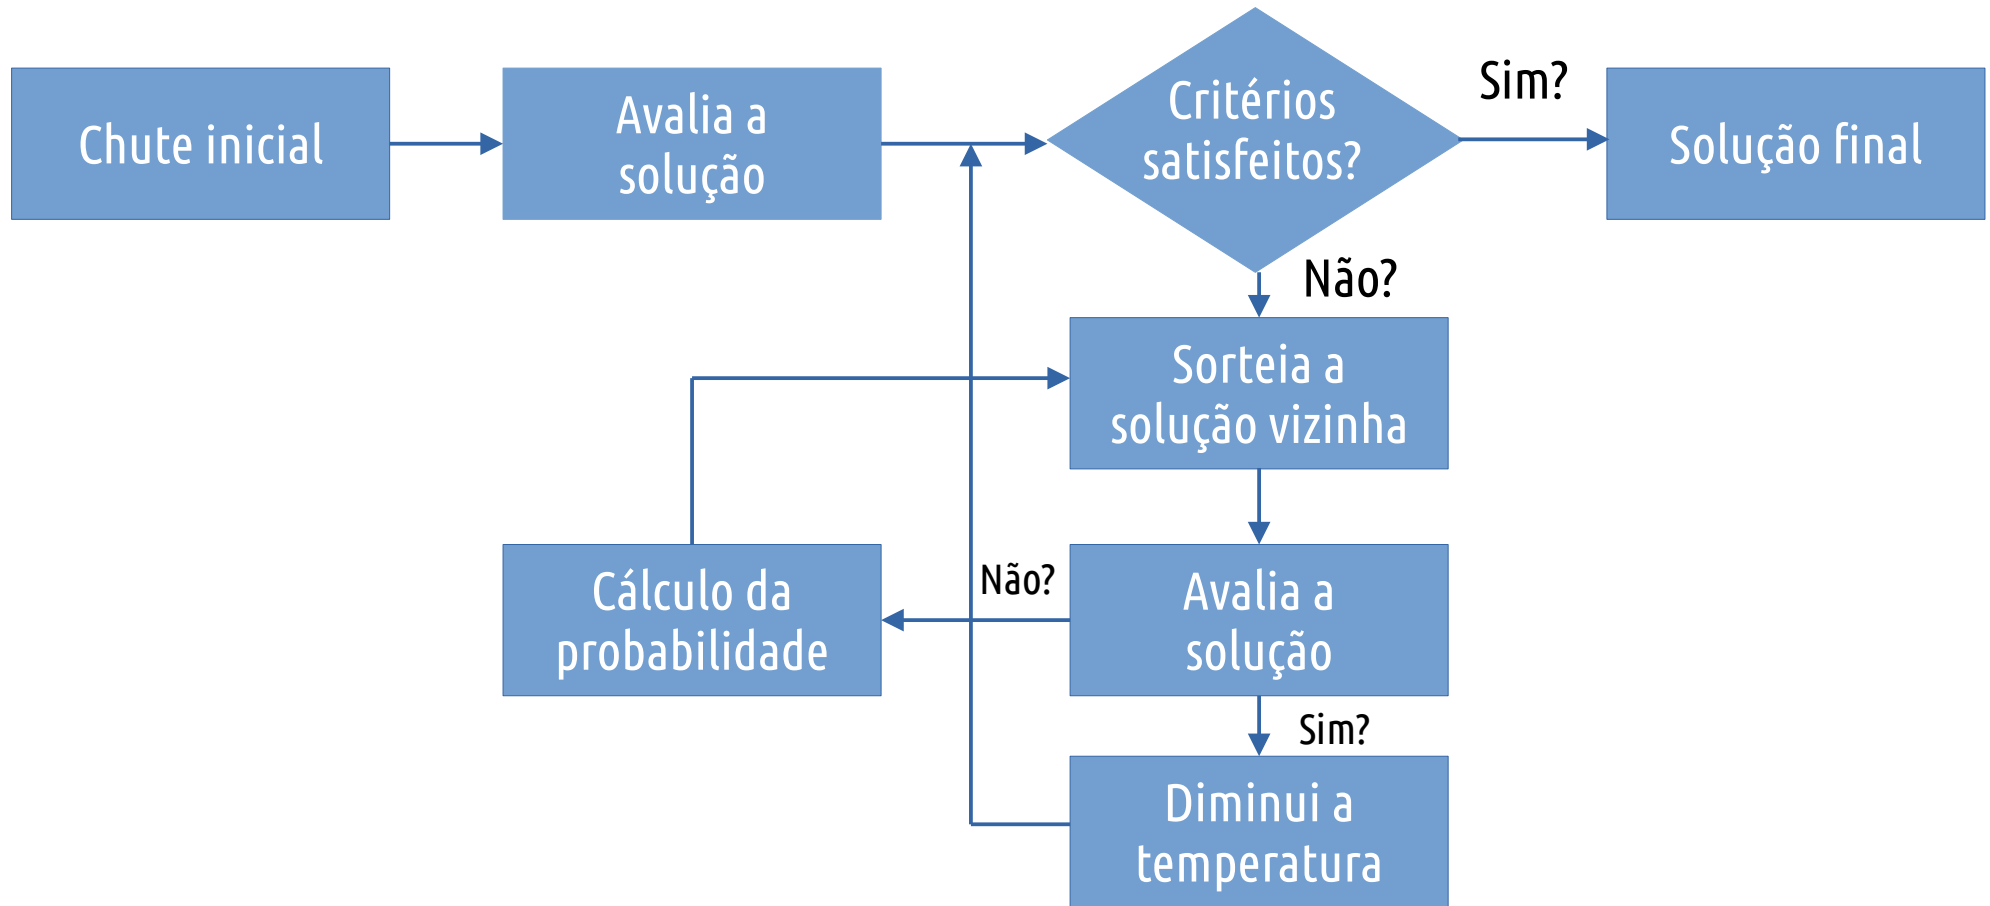 Chute inicial
Avalia a
solução
Critérios
satisfeitos?
Sim?
Solução final
Não?
Sorteia a
solução vizinha
Cálculo da
probabilidade
Não?
Avalia a
solução
Sim?
Diminui a
temperatura